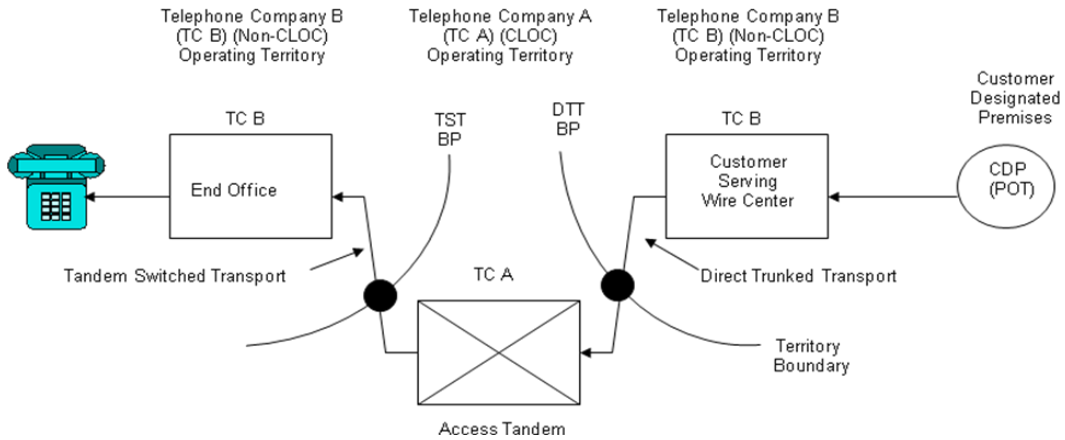 Telephone Company B
(TC B) (Non-CLOC)
Operating Territory
Telephone Company A
(TC A) (CLOC)
Operating Territory
Telephone Company B
(TC B) (Non-CLOC)
Operating Territory
Customer
Designated
Premises
TC B
TST
BP
DTT
BP
TC B
End Office
Customer
Serving
Wire Center
CDP
(POT)
Tandem Switched Transport
TC A
Direct Trunked Transport
Territory
Boundary
Access Tandem